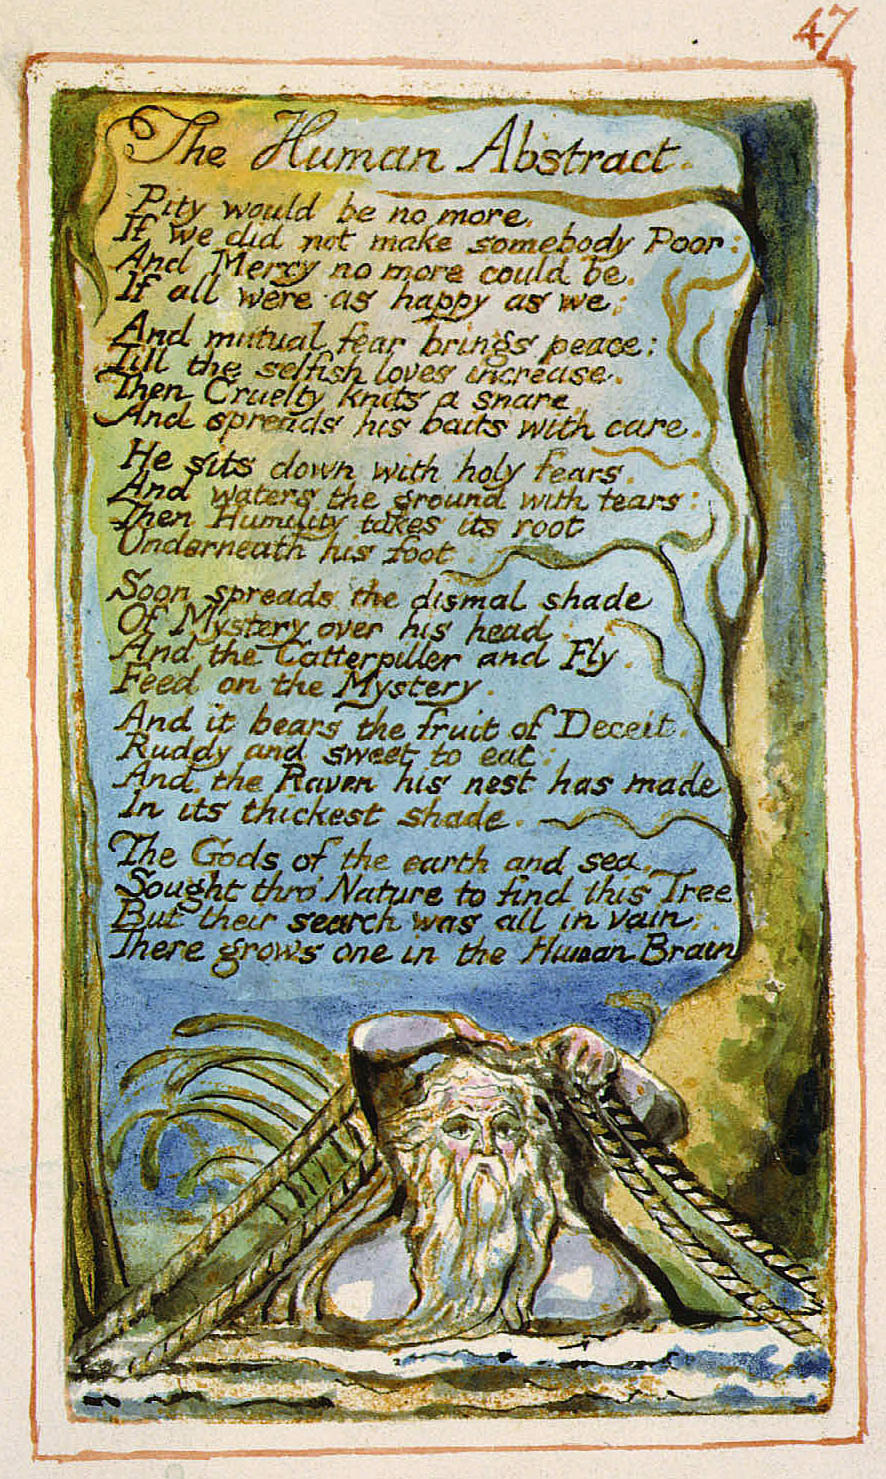 47
The Human Abstract.
Pity would be no more,
If we did not make somebody Poor:
And Mercy no more could be,
If all were as happy as we;
And mutual fear brings peace:
Till the selfish loves increase.
Then Cruelty knits a snare,
And spreads his baits with care.
He sits down with holy fears,
And waters the ground with tears:
Then Humility takes its root
Underneath his foot.
Soon spreads the dismal shade
Of Mystery over his head;
And the Catterpiller and Fly,
Feed on the Mystery.
And it bears the fruit of Deceit,
Ruddy and sweet to eat:
And the Raven his nest has made
In its thickest shade.
The Gods of the earth and sea,
Sought thro' Nature to find this Tree
But their search was all in vain:
There grows one in the Human Brain